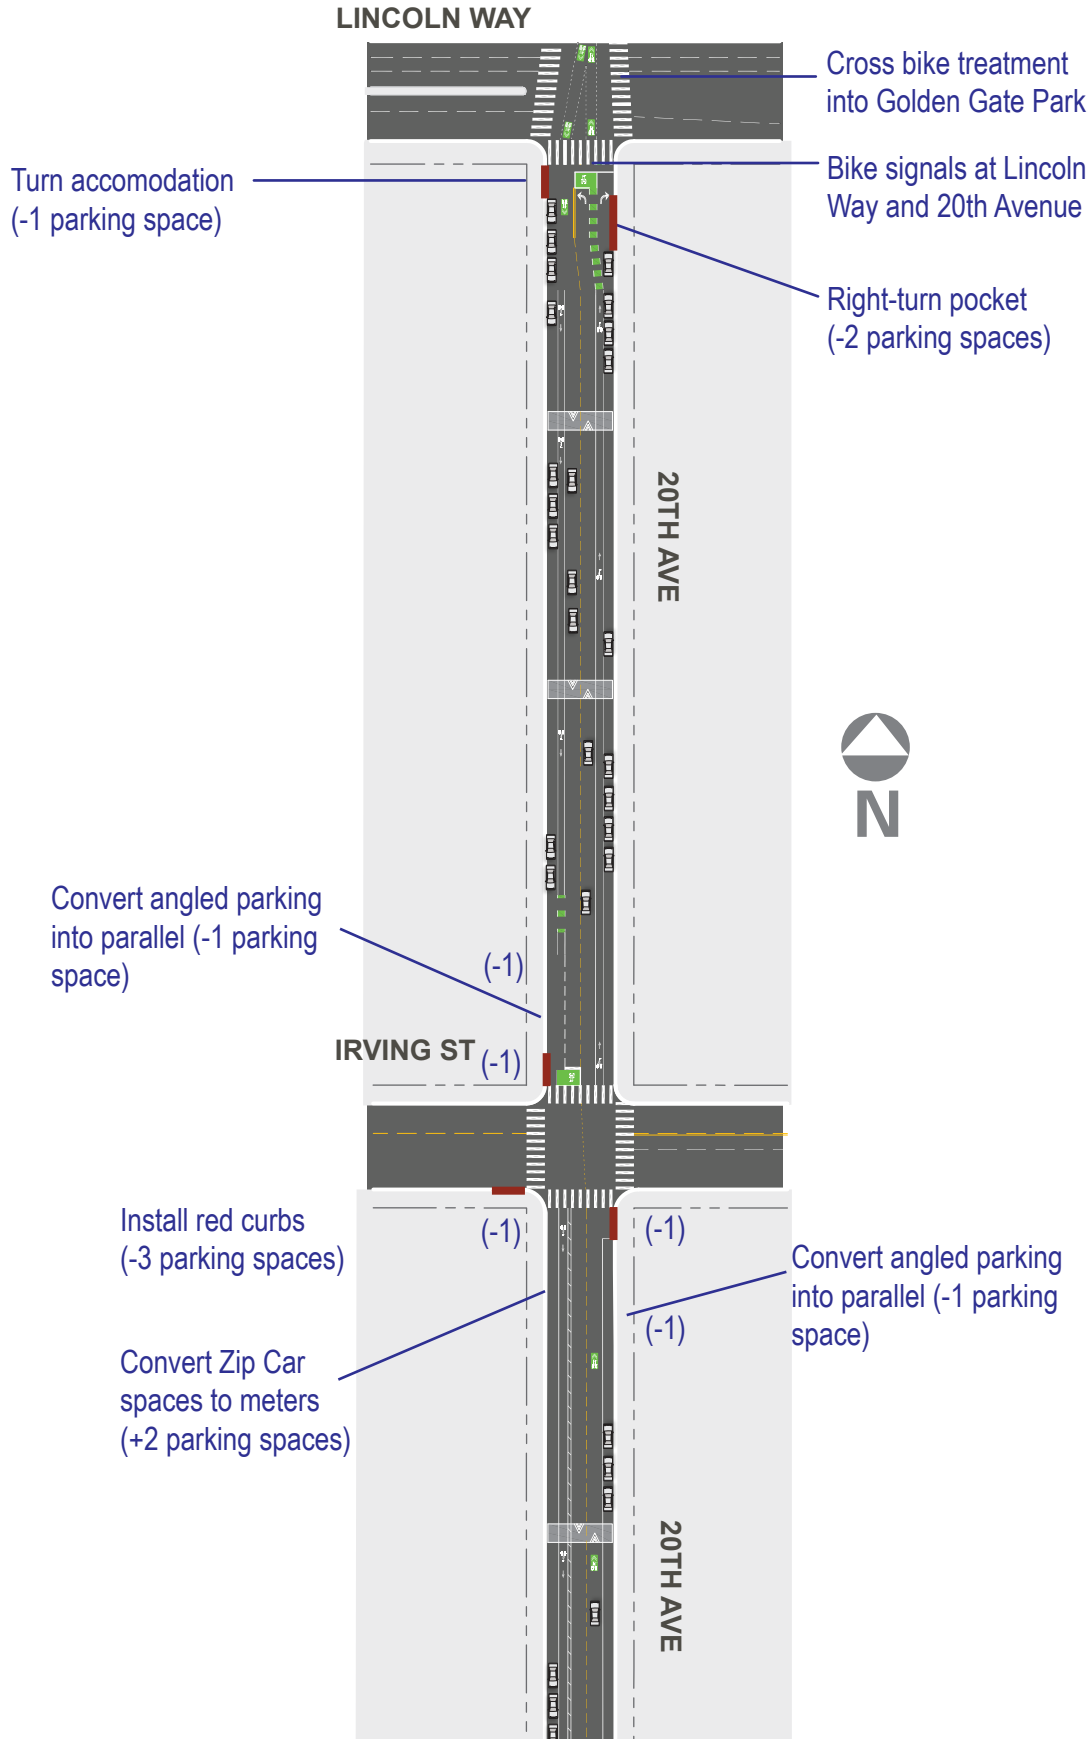 LINCOLN WAY
Cross bike treatment
into Golden Gate Park
Bike signals at Lincoln
Way and 20th Avenue
Turn accomodation
(-1 parking space)
Right-turn pocket
(-2 parking spaces)
20TH AVE
N
Convert angled parking
into parallel (-1 parking
space)
(-1)
IRVING ST
(-1)
Install red curbs
(-3 parking spaces)
(-1)
(-1)
Convert angled parking
into parallel (-1 parking
space)
(-1)
Convert Zip Car
spaces to meters
(+2 parking spaces)
20TH AVE